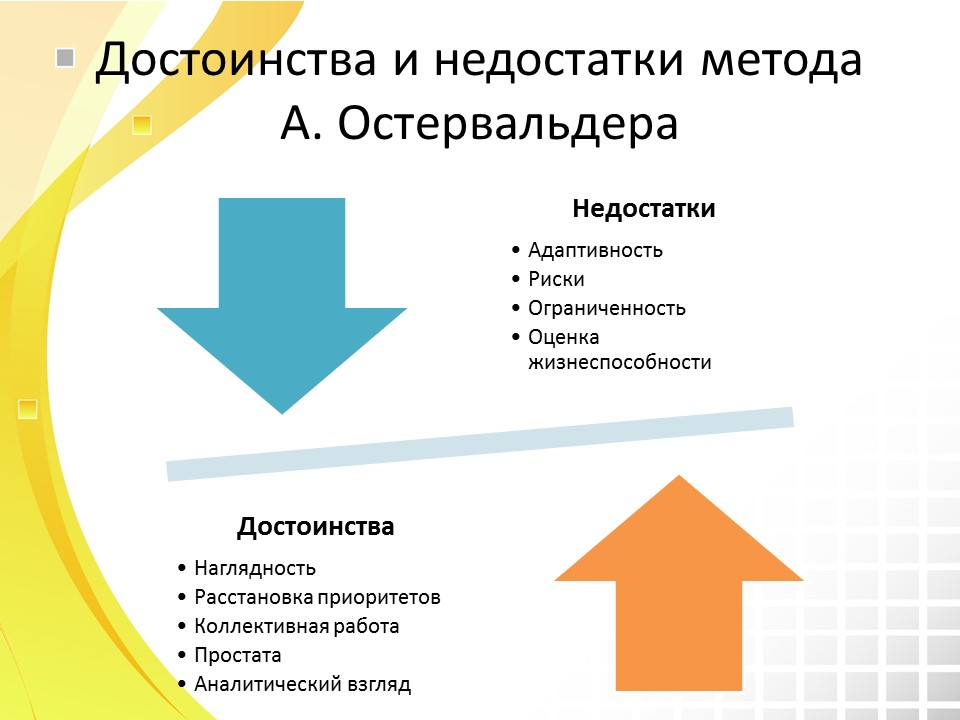 Достоинства и недостатки метода
А. Остервальдера
Недостатки
• Адаптивность
• Риски
• Ограниченность
• Оценка
жизнеспособности
Достоинства
• Наглядность
• Расстановка приоритетов
• Коллективная работа
• Простата
• Аналитический взгляд